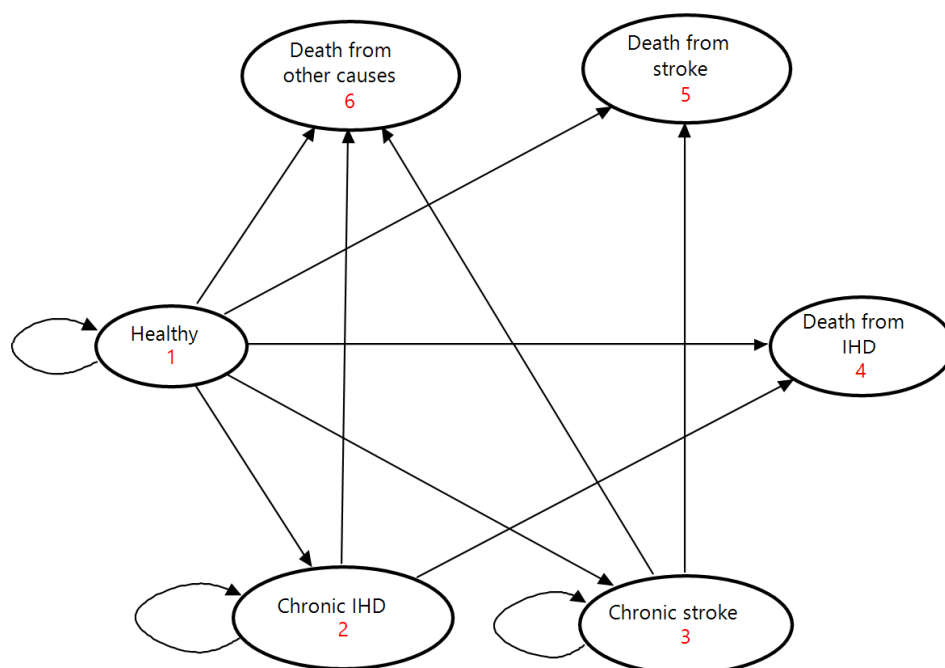 Death from
other causes
6
Death from
stroke
5
Healthy
1
Death from
IHD
4
Chronic IHD
2
Chronic stroke
3